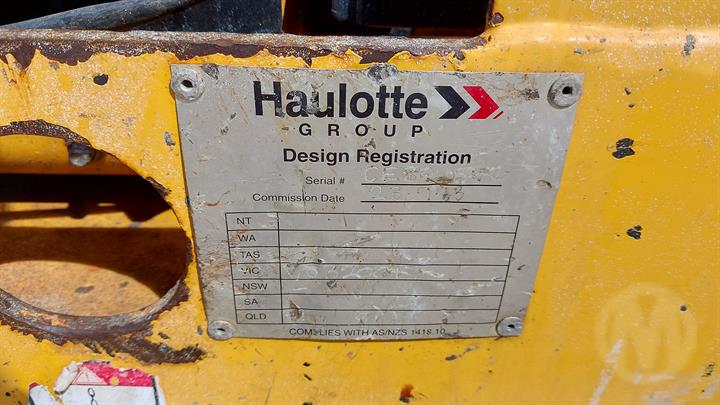 Haulotte
GROUP
Design Registration
Serial #
Commission Date
NT
WA
TAS
VIC
NSW
SA
QLD
COMPLIES WITH AS/NZS 1418.10